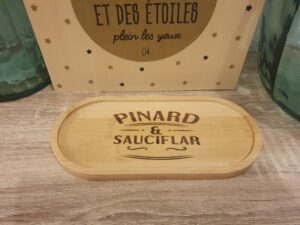 ET DES ÉTOILES
plein les yeux
PINARD
&
SAUCIFLAR